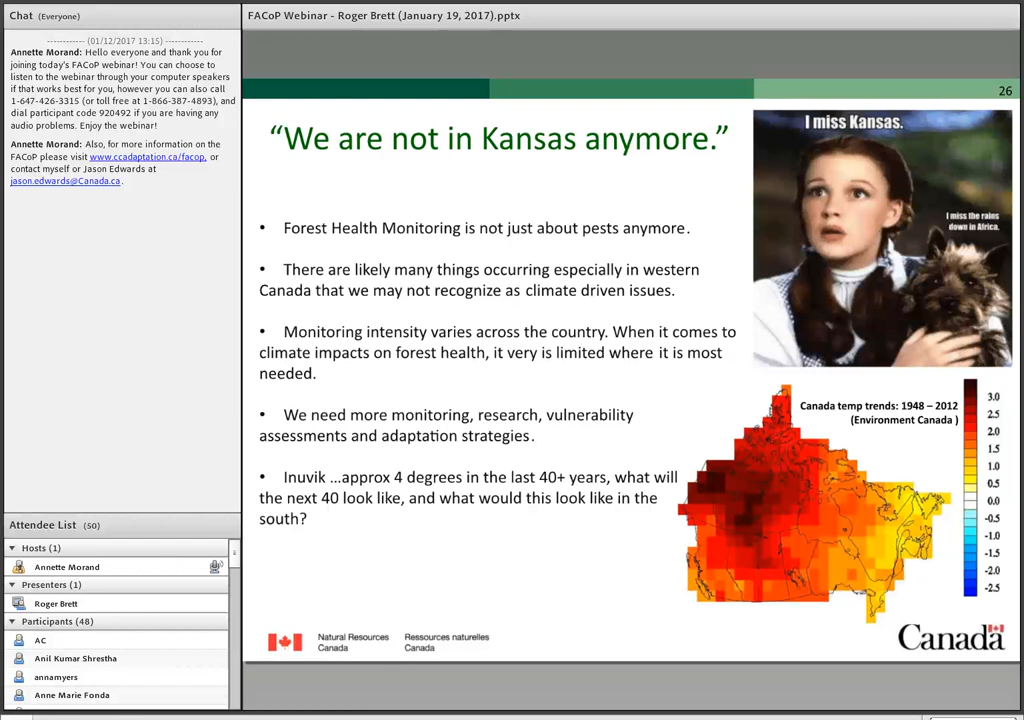 Chat (Everyone)
------------ (01/12/2017 13:15) ------------
Annette Morand: Hello everyone and thank you for
joining today's FACoP webinar! You can choose to
listen to the webinar through your computer speakers
if that works best for you, however you can also call
1-647-426-3315 (or toll free at 1-866-387-4893), and
dial participant code 920492 if you are having any
audio problems. Enjoy the webinar!
Annette Morand: Also, for more information on the
FACoP please visit www.ccadaptation.ca/facop, or
contact myself or Jason Edwards at
jason.edwards@Canada.ca.
Attendee List (50)
Hosts (1)
Annette Morand
Presenters (1)
Roger Brett
Participants (48)
AC
Anil Kumar Shrestha
annamyers
Anne Marie Fonda
FACoP Webinar - Roger Brett (January 19, 2017).pptx
26
“We are not in Kansas anymore.”
• Forest Health Monitoring is not just about pests anymore.
• There are likely many things occurring especially in western
Canada that we may not recognize as climate driven issues.
• Monitoring intensity varies across the country. When it comes to
climate impacts on forest health, it very is limited where it is most
needed.
• We need more monitoring, research, vulnerability
assessments and adaptation strategies.
• Inuvik ...approx 4 degrees in the last 40+ years, what will
the next 40 look like, and what would this look like in the
south?
I miss Kansas.
I miss the rains
down in Africa.
Canada temp trends: 1948 – 2012
(Environment Canada )
3.0
2.5
2.0
1.5
1.0
0.5
0.0
-0.5
-1.0
-1.5
-2.0
-2.5
Natural Resources
Canada
Ressources naturelles
Canada
Canada